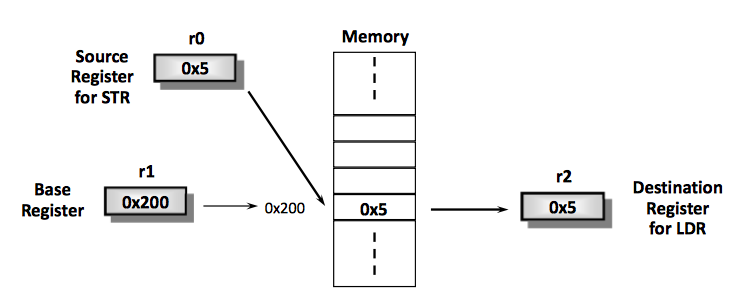 r0
Memory
Source
Register
for STR
0x5
r1
r2
Base
Register
0x200
0x200
0x5
0x5
Destination
Register
for LDR